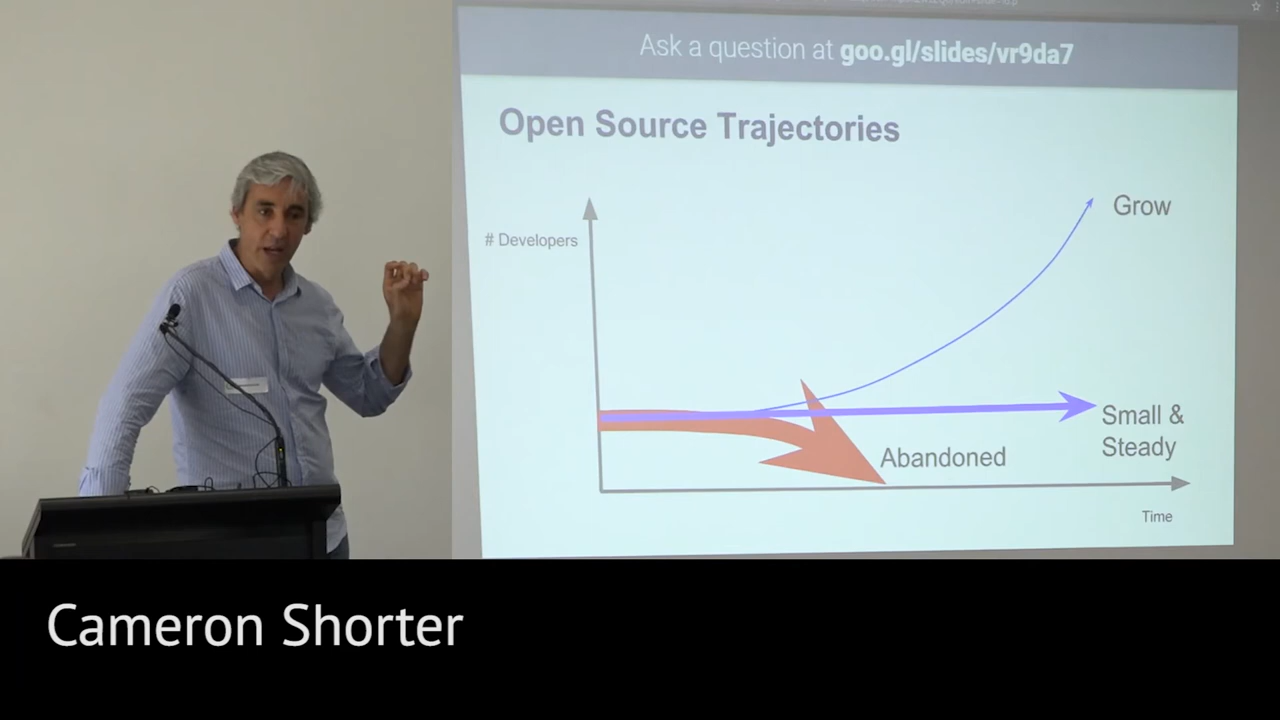 Ask a question at goo.gl/slides/vr9da7
Open Source Trajectories
# Developers
Grow
Small &
Steady
Abandoned
Time
Cameron Shorter